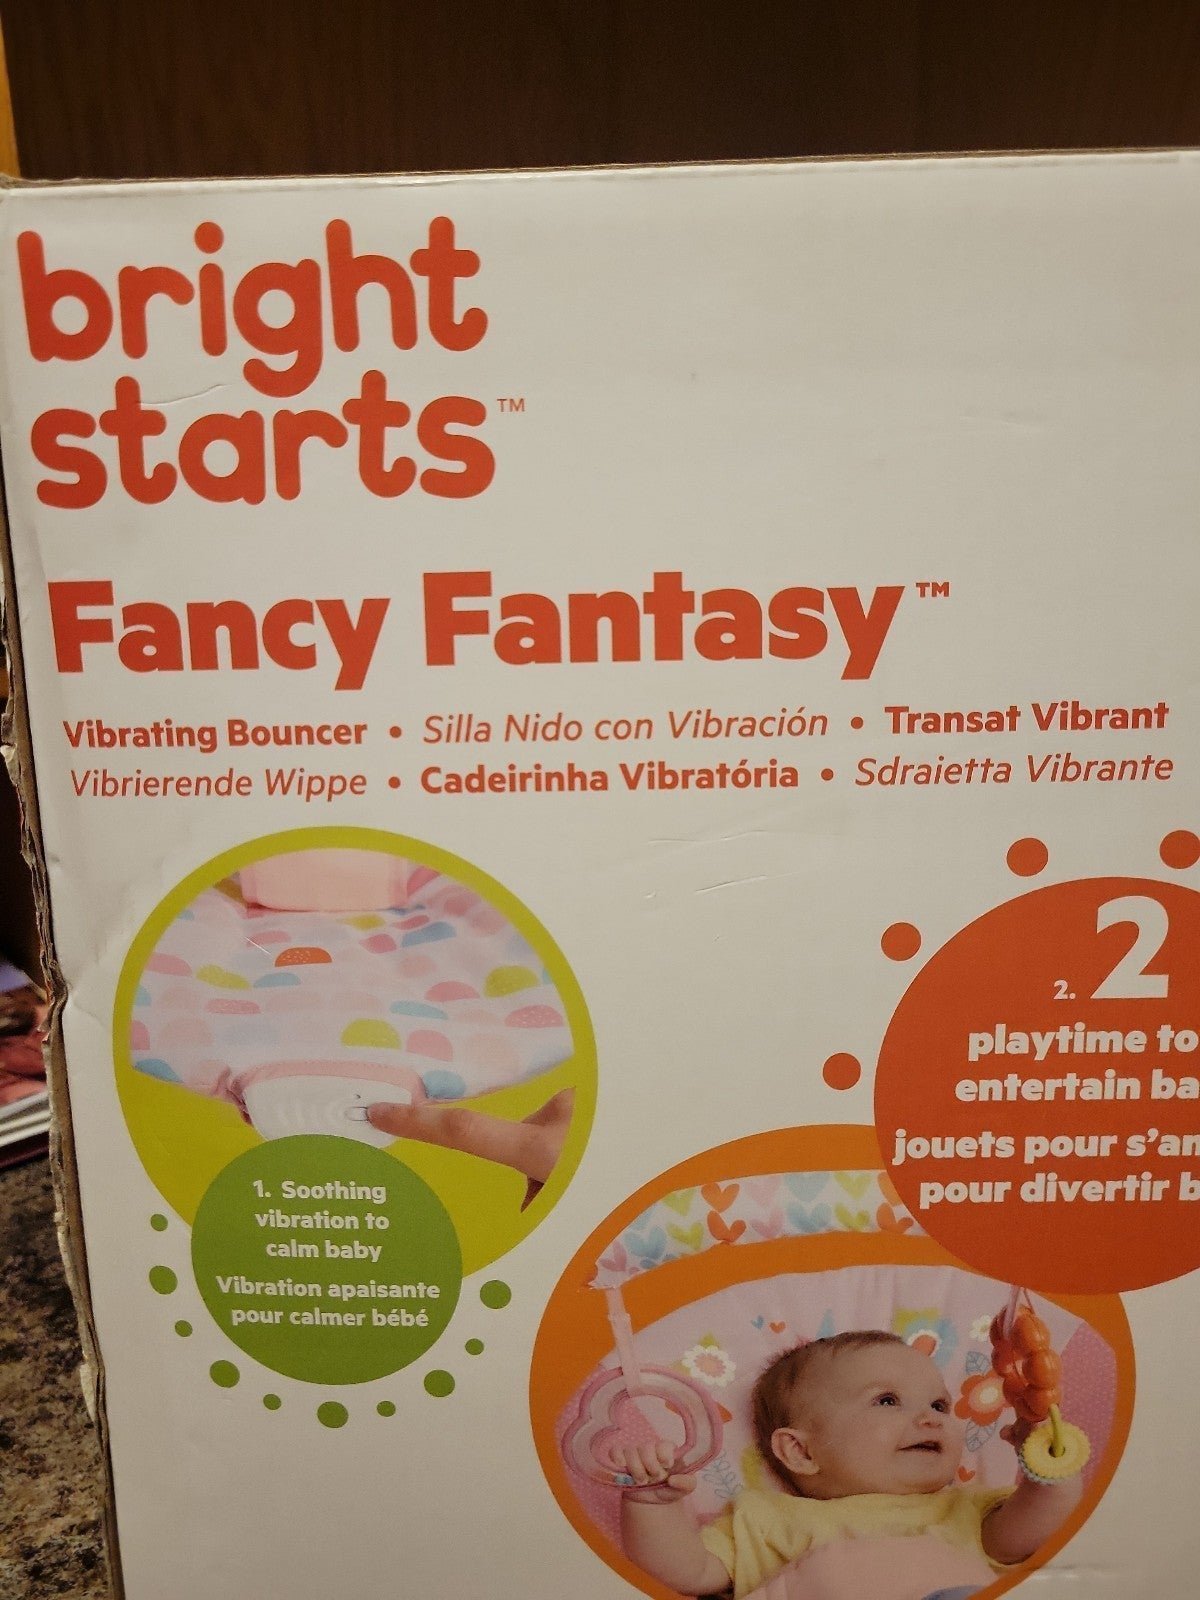 bright
starts™
Fancy Fantasy™
Vibrating Bouncer • Silla Nido con Vibración • Transat Vibrant
Vibrierende Wippe • Cadeirinha Vibratória • Sdraietta Vibrante
1. Soothing
vibration to
calm baby
Vibration apaisante
pour calmer bébé
2. 2
playtime to
entertain
jouets pour
pour divertir